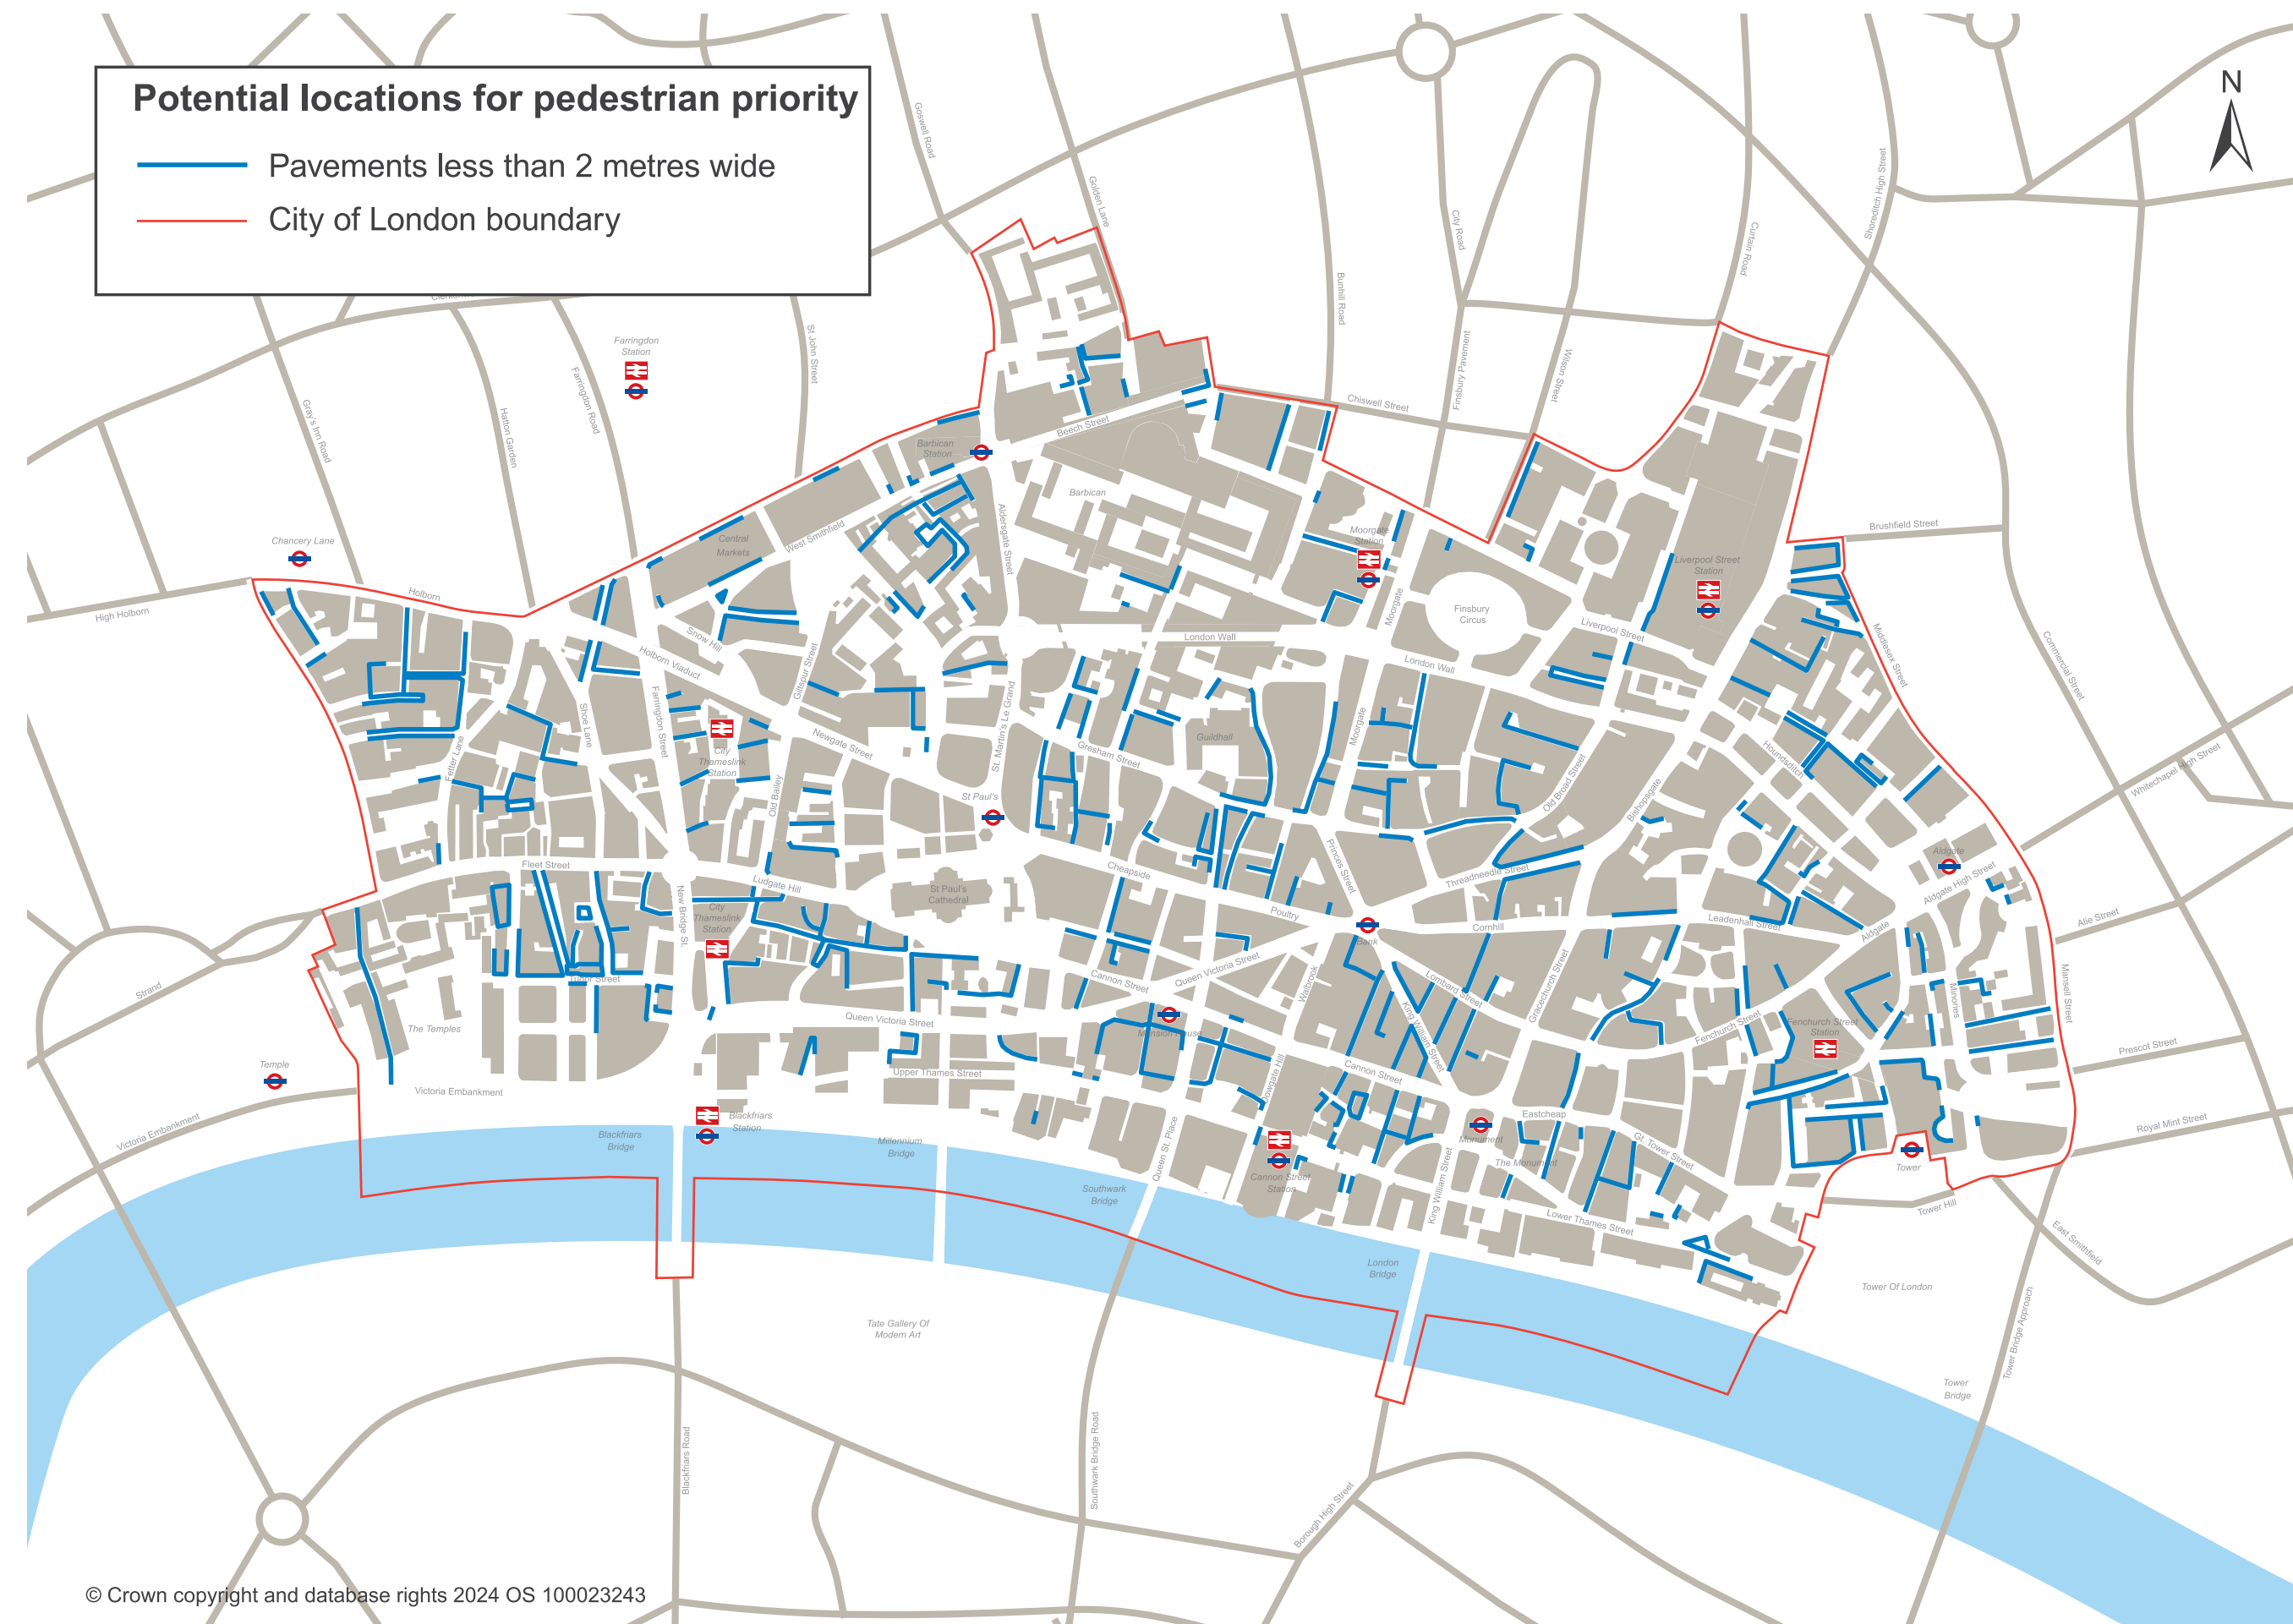 Potential locations for pedestrian priority
Pavements less than 2 metres wide
City of London boundary
N
Goswell Road
Golden Lane
Bunhill Road
City Road
Finsbury Pavement
Wilson Street
Curtain Road
Shoreditch High Street
Farringdon
Station
St John Street
Farringdon Road
Hatton Garden
Gray's Inn Road
Chiswell Street
Beech Street
Barbican
Station
Barbican
Aldersgate Street
West Smithfield
Central
Markets
Chancery Lane
Holborn
High Holborn
Moorgate
Station
Moorgate
Finsbury
Circus
Liverpool Street
Station
Liverpool Street
Brushfield Street
Middlesex Street
Commercial Street
Whitechapel High Street
London Wall
London Wall
Snow Hill
Holborn Viaduct
Giltspur Street
Farringdon Street
Shoe Lane
Fetter Lane
City
Themeslink
Station
Newgate Street
Old Bailey
St. Martin's Le Grand
St Paul's
Gresham Street
Guildhall
Moorgate
Old Broad Street
Bishopsgate
Houndsditch
Aldgate
Aldgate High Street
Alie Street
Fleet Street
Ludgate Hill
New Bridge St.
City
Thameslink
Station
St Paul's
Cathedral
Cheapside
Poultry
Princes Street
Threadneedle Street
Cornhill
Bank
Leadenhall Street
Aldgate
Strand
Tudor Street
The Temples
Temple
Victoria Embankment
Victoria Embankment
Queen Victoria Street
Upper Thames Street
Cannon Street
Queen Victoria Street
Mansion House
Walbrook
Lombard Street
King William Street
Gracechurch Street
Fenchurch Street
Fenchurch Street
Station
Minories
Mansell Street
Prescot Street
Royal Mint Street
Blackfriars
Station
Blackfriars
Bridge
Millennium
Bridge
Queen St. Place
Southwark
Bridge
Dowgate Hill
Cannon Street
Cannon Street
Station
King William Street
Monument
The Monument
Eastcheap
Gt. Tower Street
Lower Thames Street
Tower
Tower Hill
East Smithfield
London
Bridge
Tower Of London
Tower Bridge Approach
Tower
Bridge
Tate Gallery Of
Modern Art
Blackfriars Road
Southwark Bridge Road
Borough High Street
© Crown copyright and database rights 2024 OS 100023243